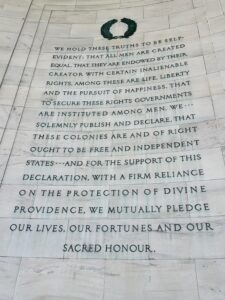 WE HOLD THESE TRUTHS TO BE SELF-
EVIDENT: THAT ALL MEN ARE CREATED
EQUAL, THAT THEY ARE ENDOWED BY THEIR
CREATOR WITH CERTAIN INALIENABLE
RIGHTS, AMONG THESE ARE LIFE, LIBERTY
AND THE PURSUIT OF HAPPINESS, THAT
TO SECURE THESE RIGHTS GOVERNMENTS
ARE INSTITUTED AMONG MEN. WE---
SOLEMNLY PUBLISH AND DECLARE, THAT
THESE COLONIES ARE AND OF RIGHT
OUGHT TO BE FREE AND INDEPENDENT
STATES---AND FOR THE SUPPORT OF THIS
DECLARATION, WITH A FIRM RELIANCE
ON THE PROTECTION OF DIVINE
PROVIDENCE, WE MUTUALLY PLEDGE
OUR LIVES, OUR FORTUNES AND OUR
SACRED HONOUR.